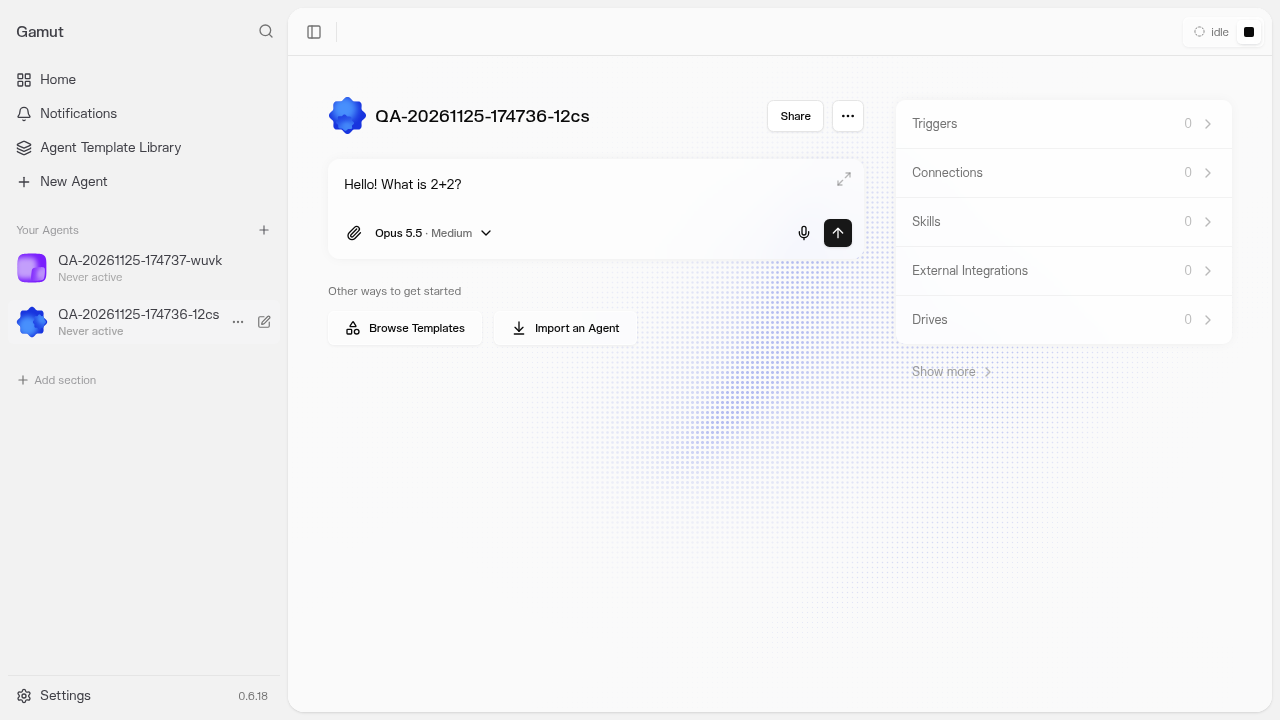 Gamut
Home
Notifications
Agent Template Library
New Agent
Your Agents
QA-20261125-174737-wuvk
Never active
QA-20261125-174736-12cs
Never active
Add section
Settings
0.6.18
idle
QA-20261125-174736-12cs
Share
Hello! What is 2+2?
Opus 5.5 · Medium
Other ways to get started
Browse Templates
Import an Agent
Triggers 0
Connections 0
Skills 0
External Integrations 0
Drives 0
Show more